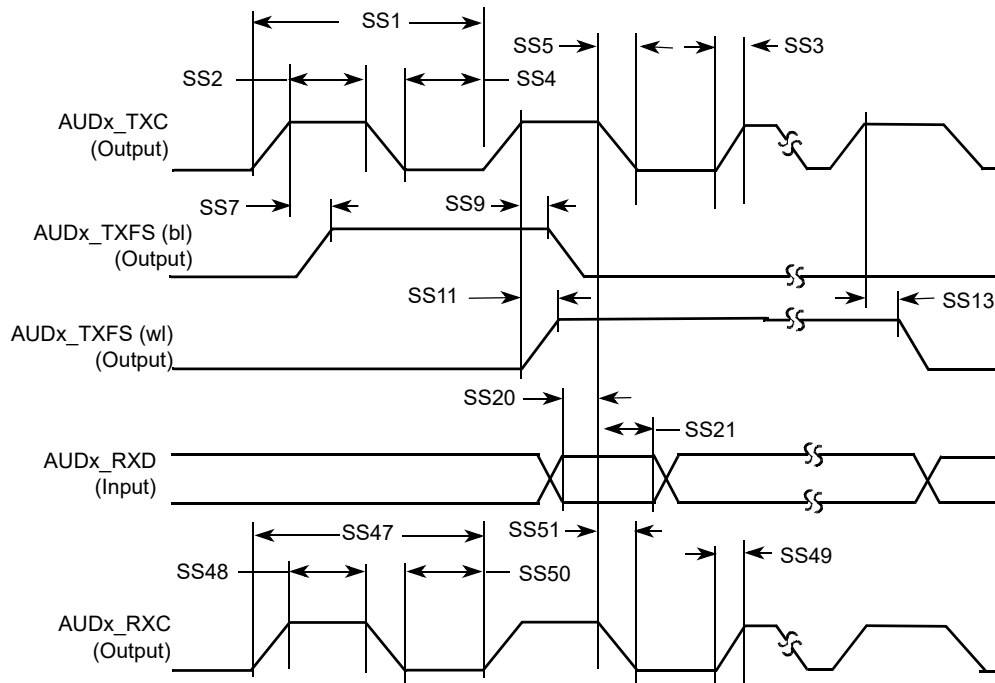 SS1
SS5
SS3
SS2
SS4
AUDx_TXC
(Output)
SS7
SS9
AUDx_TXFS (bl)
(Output)
SS11
SS13
AUDx_TXFS (wl)
(Output)
SS20
SS21
AUDx_RXD
(Input)
SS47
SS51
SS49
SS48
SS50
AUDx_RXC
(Output)